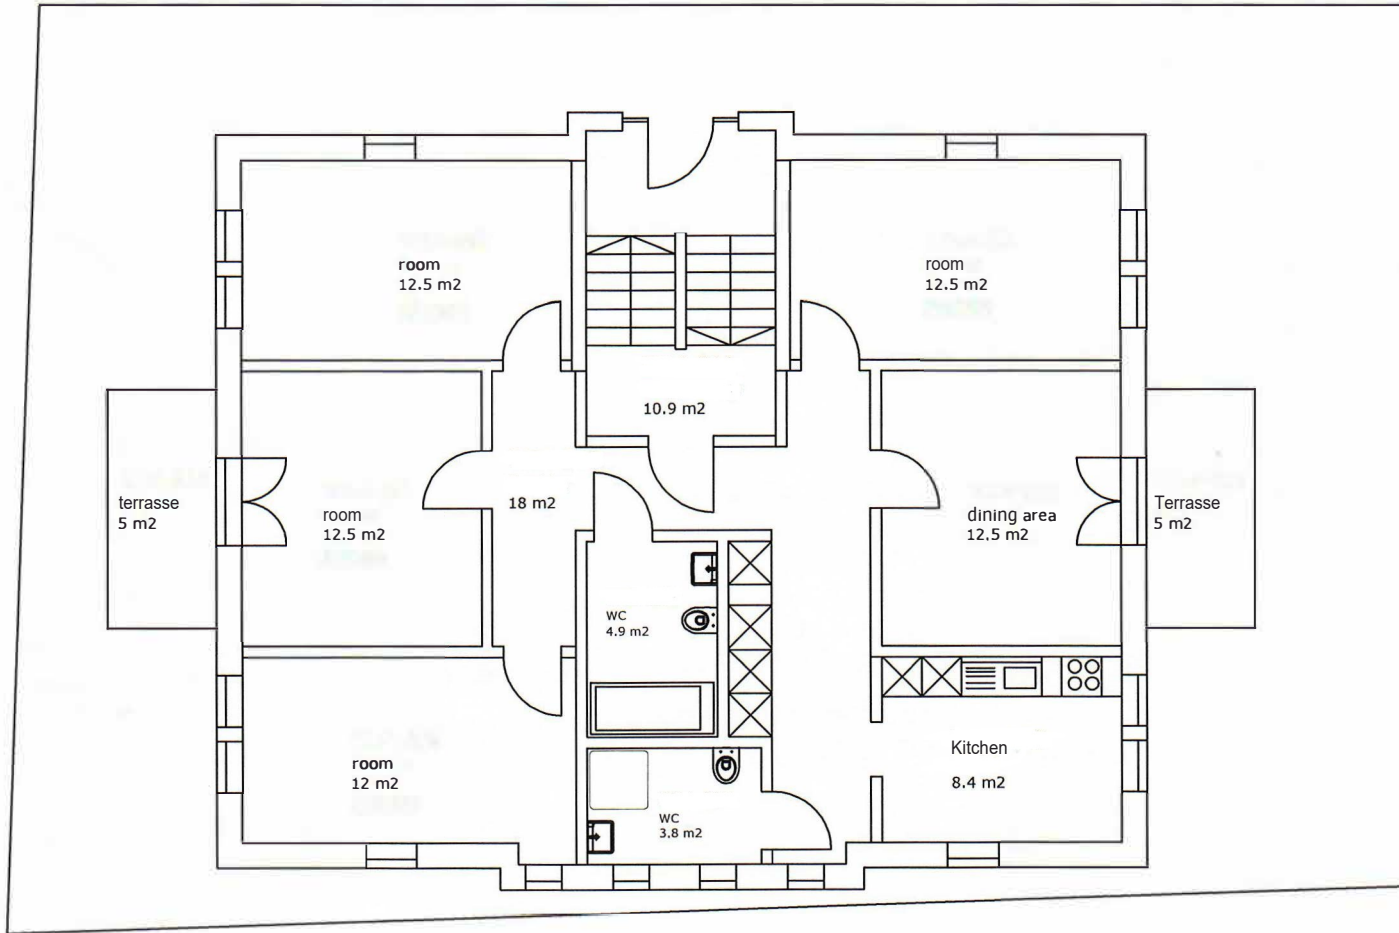 room
12.5 m2
room
12.5 m2
10.9 m2
terrasse
5 m2
room
12.5 m2
18 m2
dining area
12.5 m2
Terrasse
5 m2
WC
4.9 m2
room
12 m2
WC
3.8 m2
Kitchen
8.4 m2